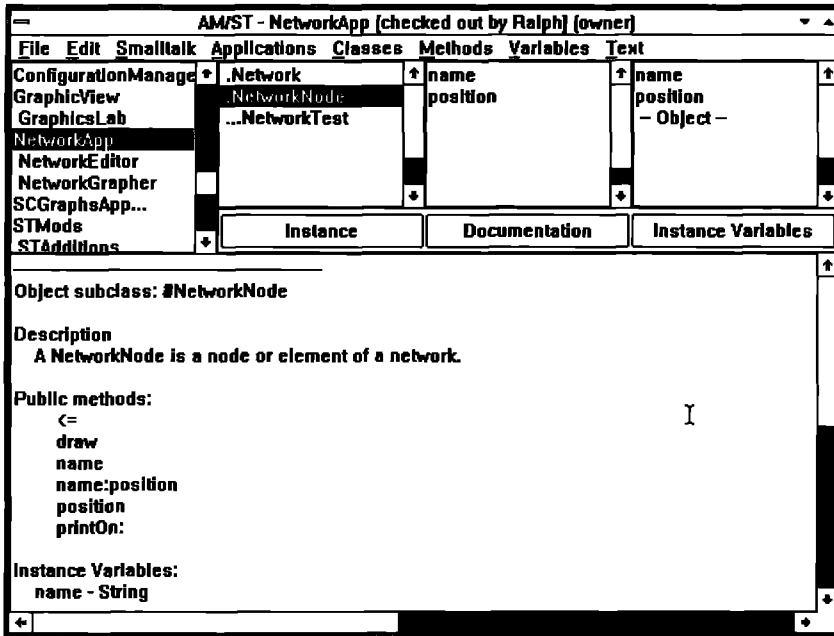 AM/ST - NetworkApp (checked out by Ralph) (owner)
File Edit Smalltalk Applications Classes Methods Variables Text
ConfigurationManage
GraphicView
GraphicsLab
NetworkApp
NetworkEditor
NetworkGrapher
SCGraphsApp...
STMods
STAdditions
.Network
.NetworkNode
...NetworkTest
name
position
name
position
-- Object --
Instance
Documentation
Instance Variables
Object subclass: #NetworkNode
Description
A NetworkNode is a node or element of a network.
Public methods:
<=
draw
name
name:position
position
printOn:
Instance Variables:
name - String